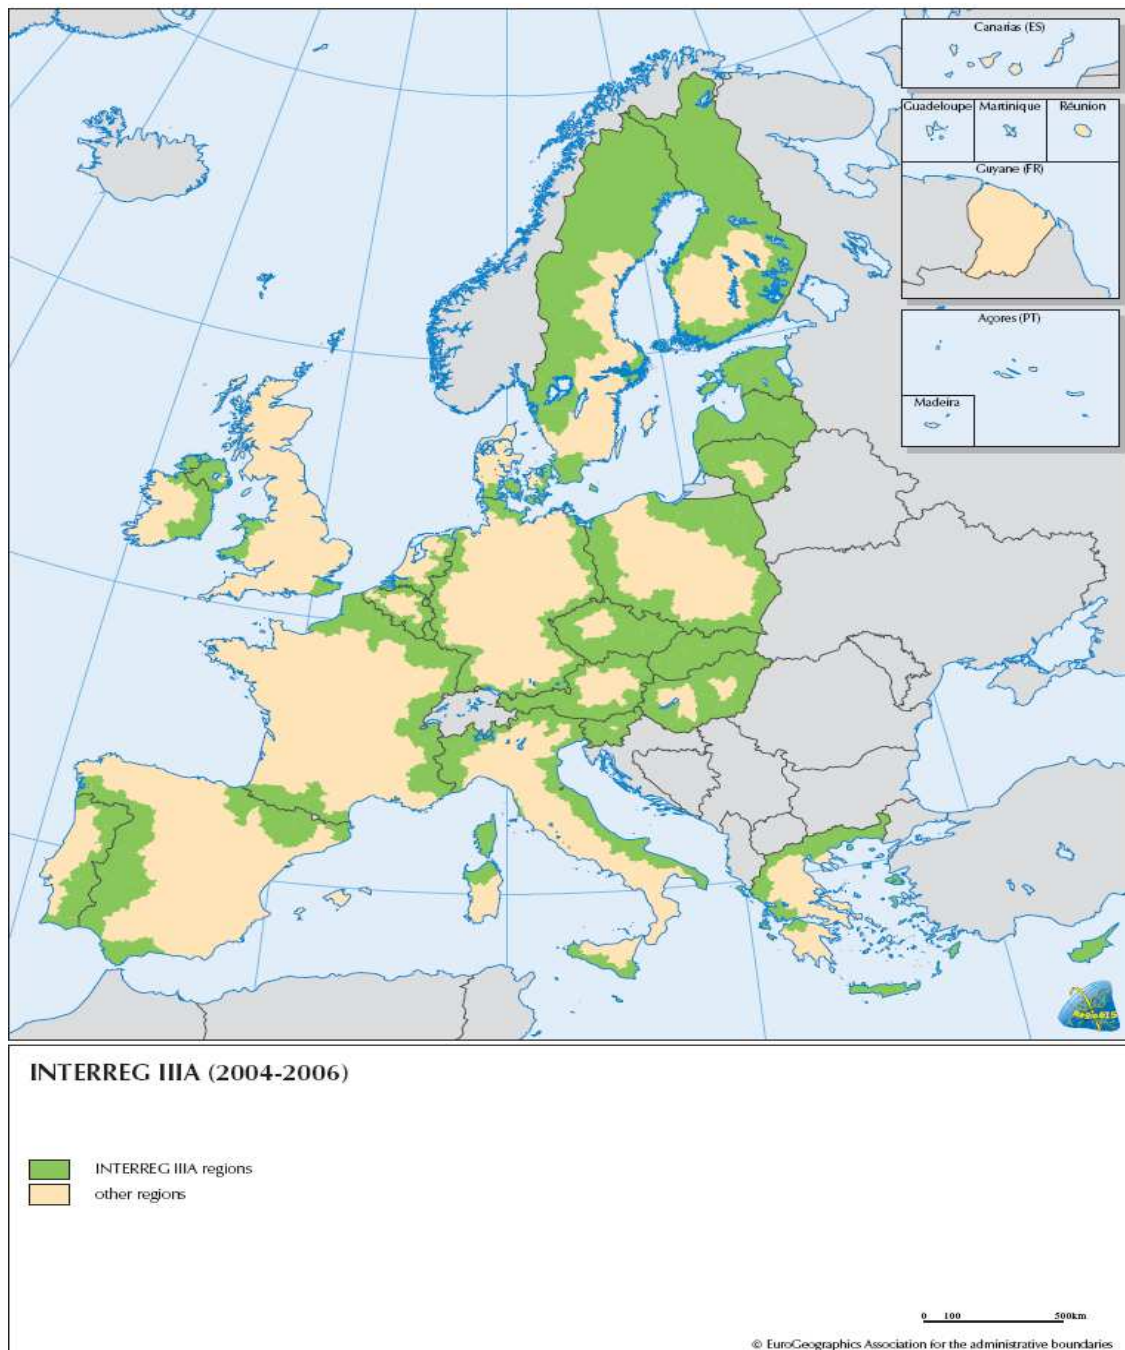 Canarias (ES)
Guadeloupe
Martinique
Réunion
Guyane (FR)
Açores (PT)
Madeira
RegioGIS
INTERREG IIIA (2004-2006)
INTERREG IIIA regions
other regions
0 100 500km
© EuroGeographics Association for the administrative boundaries